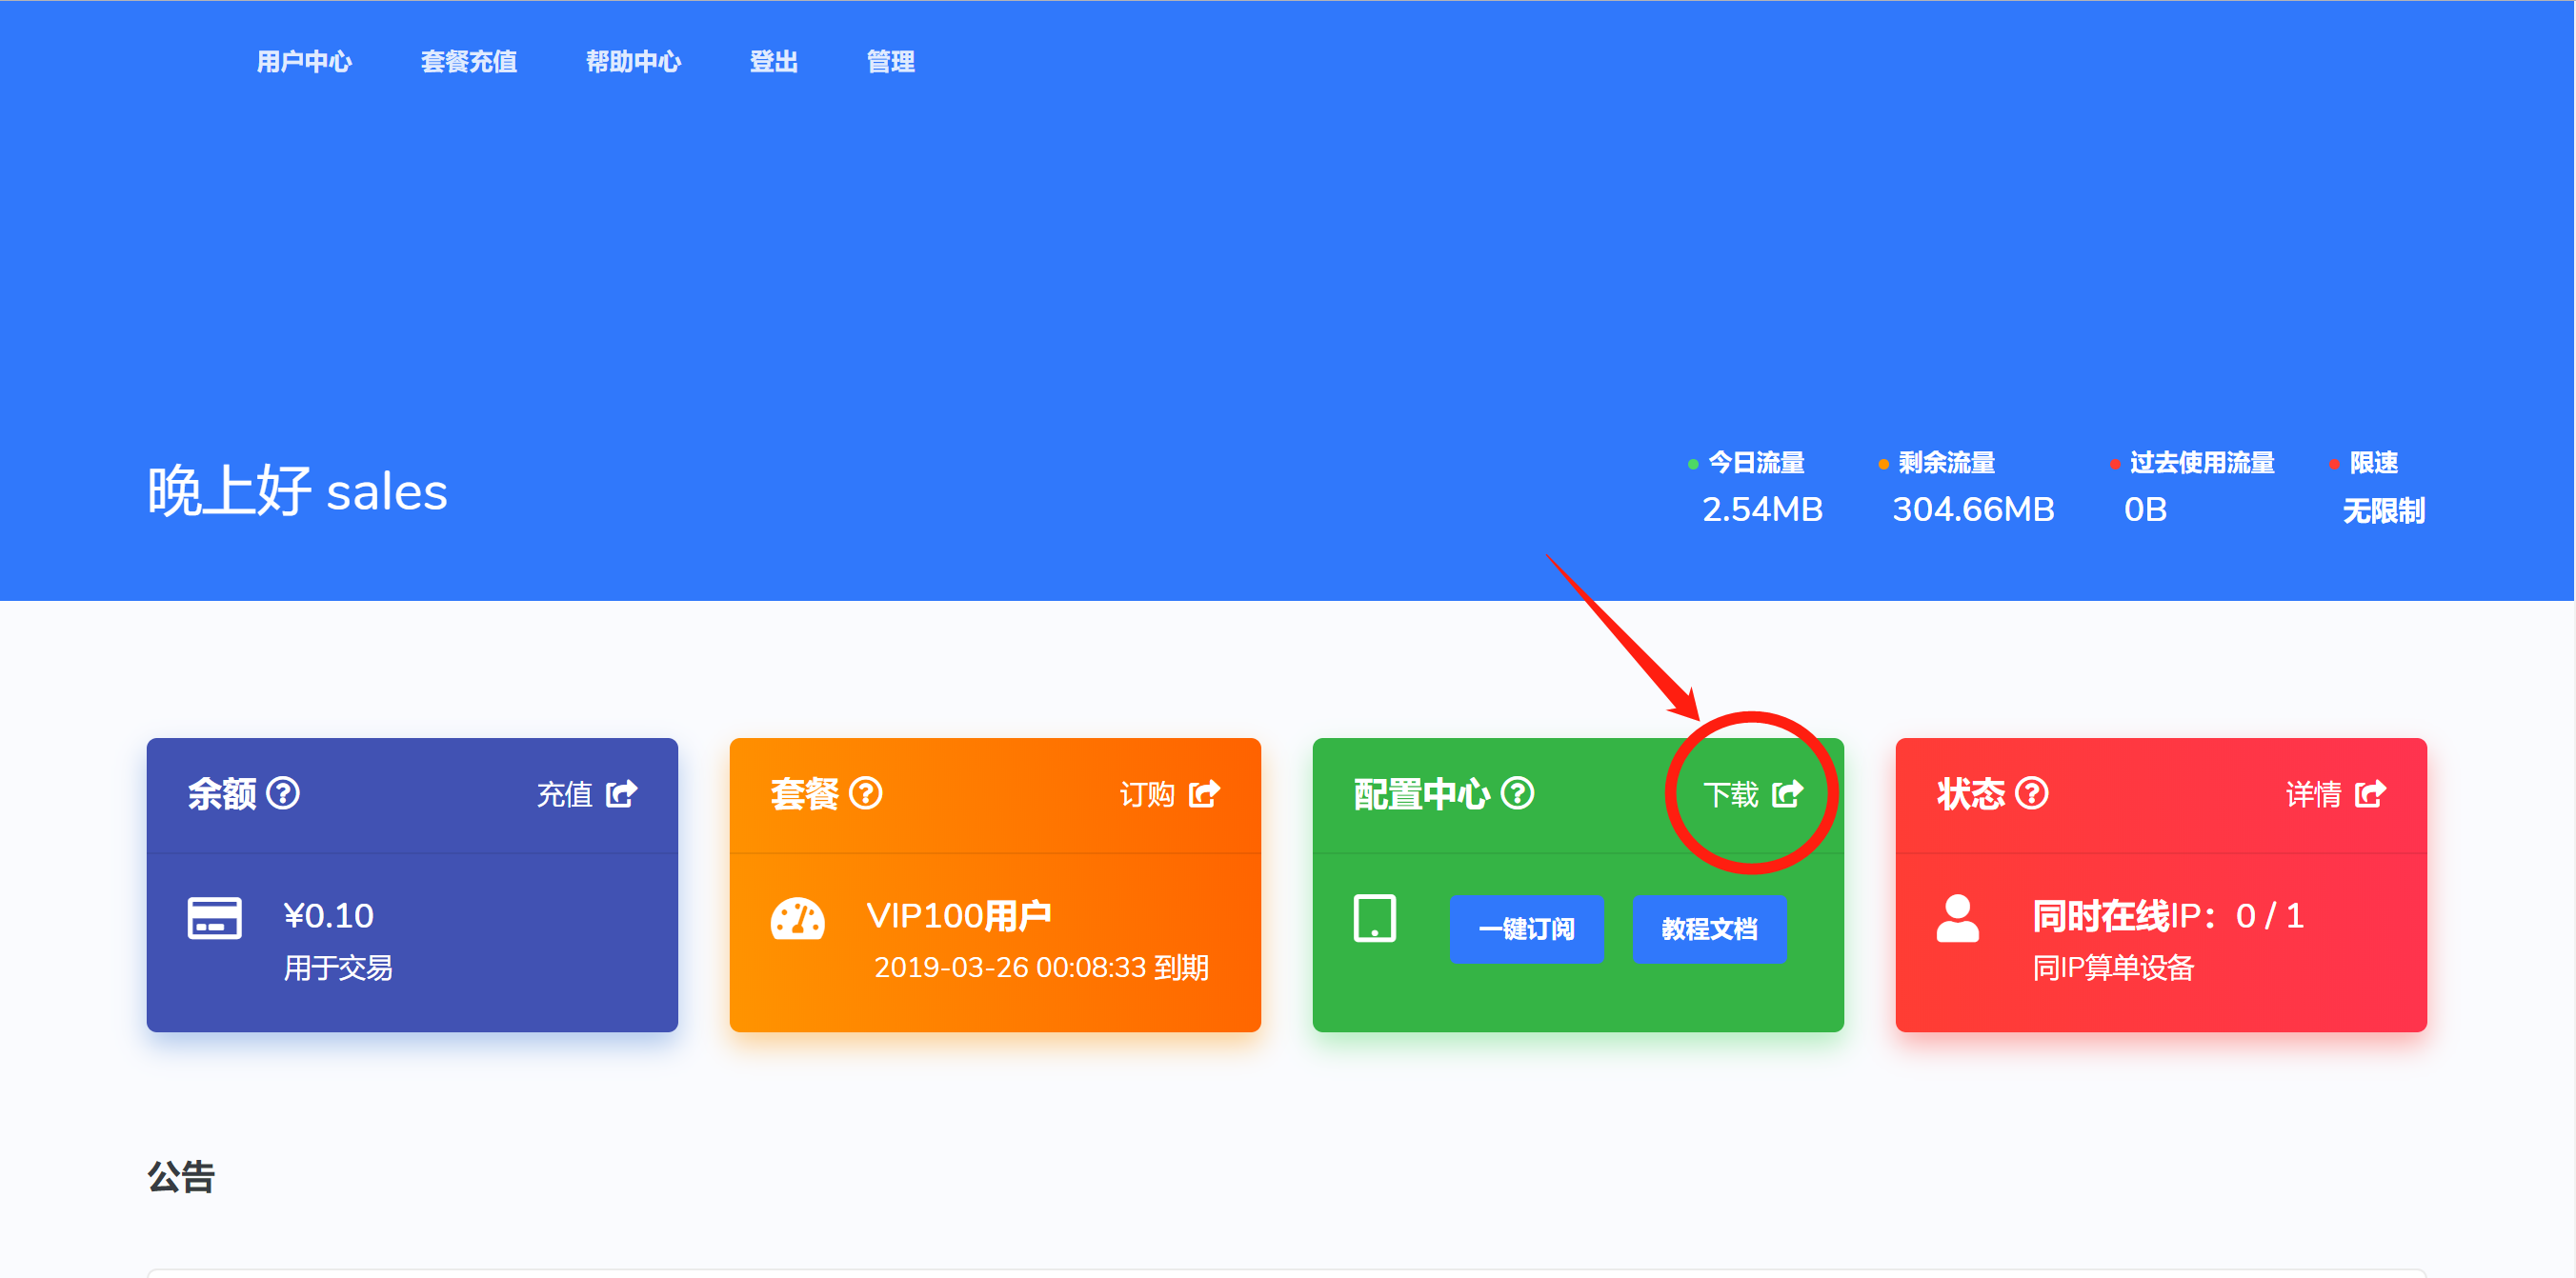 用户中心 套餐充值 帮助中心 登出 管理
晚上好 sales
今日流量 剩余流量 过去使用流量 限速
2.54MB 304.66MB 0B 无限制
余额 充值
¥0.10
用于交易
套餐 订购
VIP100用户
2019-03-26 00:08:33 到期
配置中心 下载
一键订阅 教程文档
状态 详情
同时在线IP：0 / 1
同IP算单设备
公告